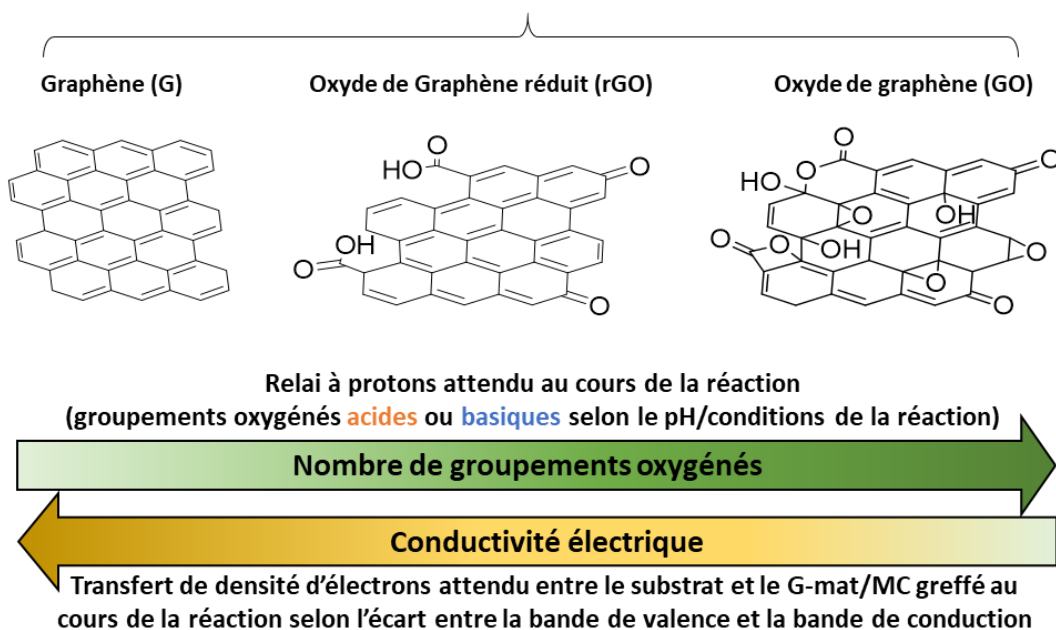 Graphène (G)
Oxyde de Graphène réduit (rGO)
Oxyde de graphène (GO)
O
HO
O
OH
O
O
O
O
O
HO
O
OH
O
O
OH
O
O
O
Relai à protons attendu au cours de la réaction
(groupements oxygénés acides ou basiques selon le pH/conditions de la réaction)
Nombre de groupements oxygénés
Conductivité électrique
Transfert de densité d'électrons attendu entre le substrat et le G-mat/MC greffé au
cours de la réaction selon l'écart entre la bande de valence et la bande de conduction